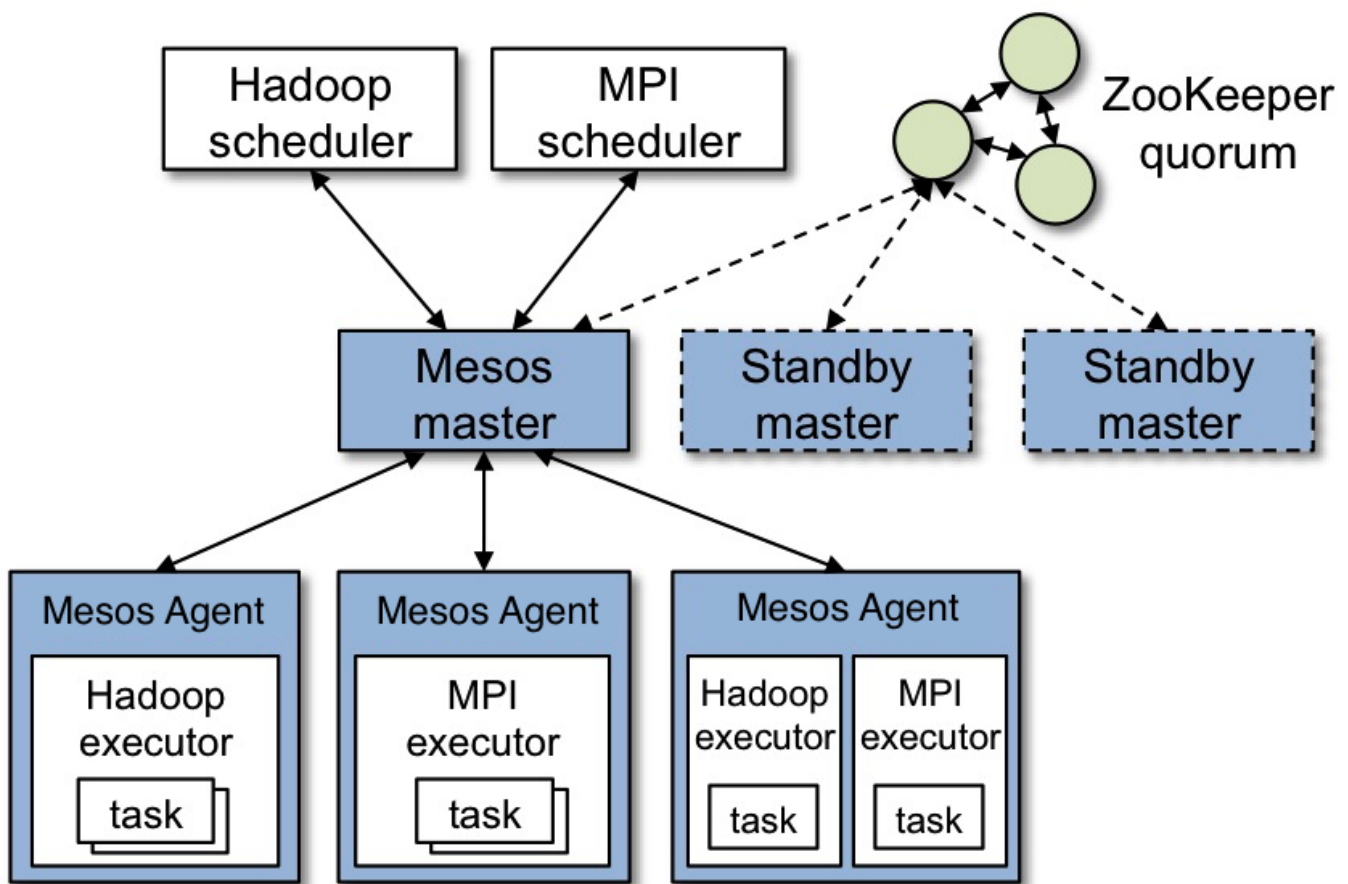 Hadoop
scheduler
MPI
scheduler
ZooKeeper
quorum
Mesos
master
Standby
master
Standby
master
Mesos Agent
Hadoop
executor
task
Mesos Agent
MPI
executor
task
Mesos Agent
Hadoop
executor
task
MPI
executor
task